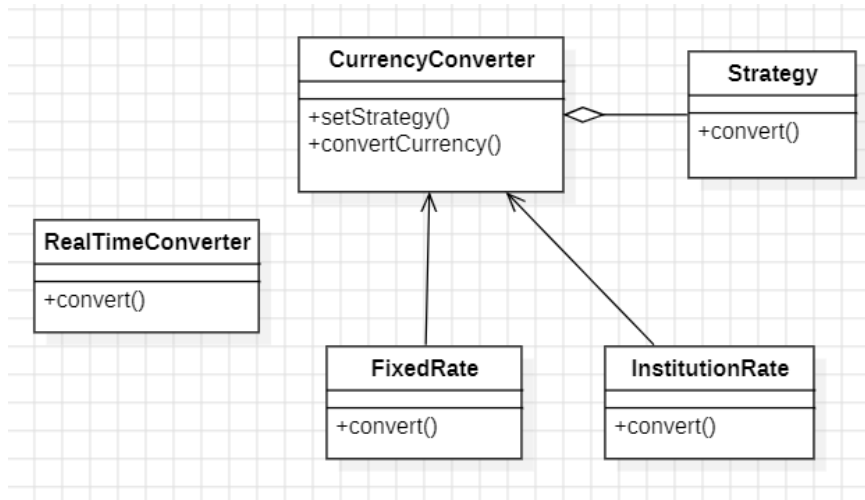 CurrencyConverter
+setStrategy()
+convertCurrency()
Strategy
+convert()
RealTimeConverter
+convert()
FixedRate
+convert()
InstitutionRate
+convert()